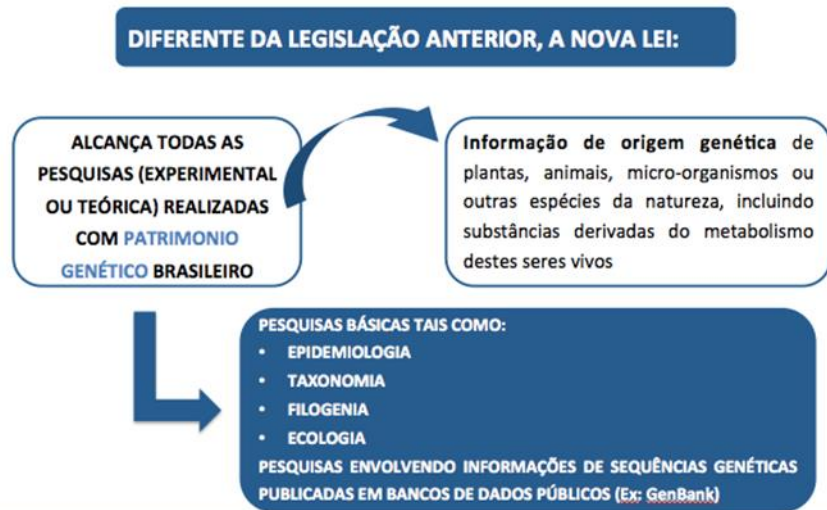 DIFERENTE DA LEGISLAÇÃO ANTERIOR, A NOVA LEI:
ALCANÇA TODAS AS
PESQUISAS (EXPERIMENTAL
OU TEÓRICA) REALIZADAS
COM PATRIMONIO
GENÉTICO BRASILEIRO
Informação de origem genética de
plantas, animais, micro-organismos ou
outras espécies da natureza, incluindo
substâncias derivadas do metabolismo
destes seres vivos
PESQUISAS BÁSICAS TAIS COMO:
• EPIDEMIOLOGIA
• TAXONOMIA
• FILOGENIA
• ECOLOGIA
PESQUISAS ENVOLVENDO INFORMAÇÕES DE SEQUÊNCIAS GENÉTICAS
PUBLICADAS EM BANCOS DE DADOS PÚBLICOS (Ex: GenBank)